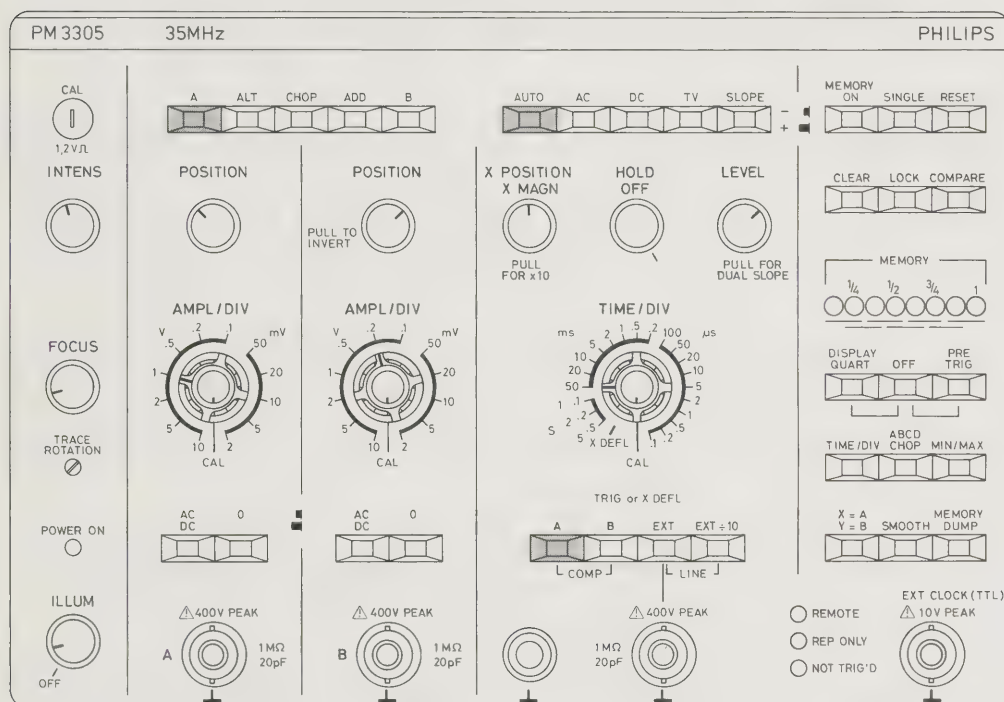 PM 3305 35MHz PHILIPS
CAL
1,2V⎍
INTENS
FOCUS
TRACE
ROTATION
POWER ON
ILLUM
OFF
A ALT CHOP ADD B
POSITION
AMPL/DIV
V .2 .1 mV
.5 50
1 20
2 10
5 5
10 2
CAL
AC
DC
0
400V PEAK
A
1MΩ
20pF
POSITION
PULL TO
INVERT
AMPL/DIV
V .2 .1 mV
.5 50
1 20
2 10
5 5
10 2
CAL
AC
DC
0
400V PEAK
B
1MΩ
20pF
AUTO AC DC TV SLOPE
−
+
X POSITION
X MAGN
PULL
FOR x10
HOLD
OFF
LEVEL
PULL FOR
DUAL SLOPE
TIME/DIV
ms 2 1 .5 .2 100 µs
5 50
10 20
20 10
50 5
.1 2
.2 1
1 .5
S 2 .5 .2
5 X DEFL .1
CAL
TRIG or X DEFL
A B EXT EXT ÷ 10
COMP LINE
1MΩ
20pF
400V PEAK
MEMORY
ON SINGLE RESET
CLEAR LOCK COMPARE
MEMORY
1/4 1/2 3/4 1
DISPLAY
QUART OFF PRE
TRIG
TIME/DIV ABCD
CHOP MIN/MAX
X = A
Y = B SMOOTH MEMORY
DUMP
EXT CLOCK (TTL)
10V PEAK
REMOTE
REP ONLY
NOT TRIG'D